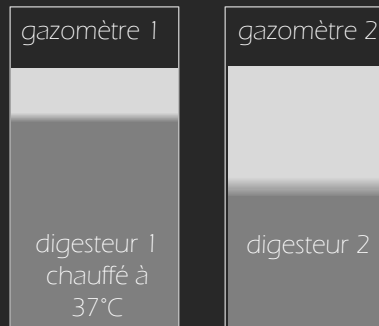 gazomètre 1
gazomètre 2
digesteur 1
chauffé à
37°C
digesteur 2